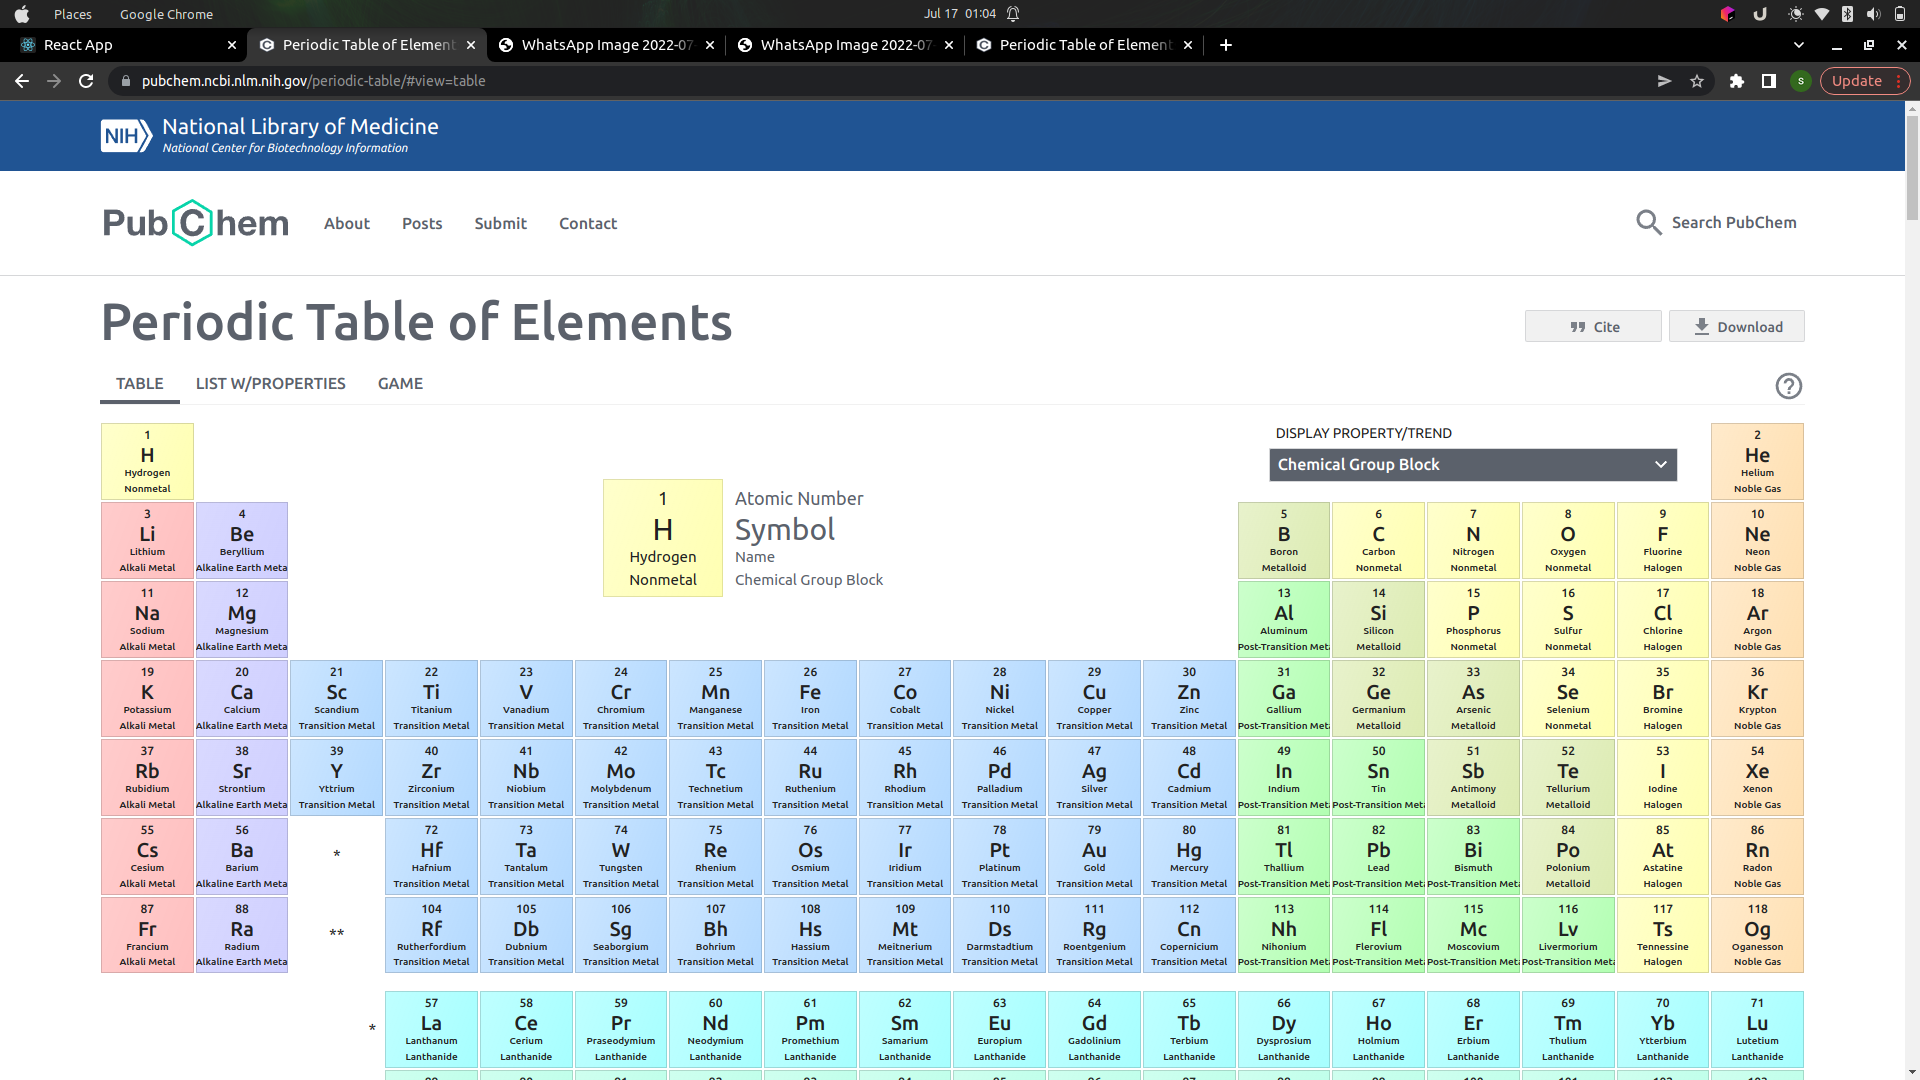 Places Google Chrome Jul 17 01:04
React App Periodic Table of Element WhatsApp Image 2022-07- WhatsApp Image 2022-07- Periodic Table of Element
pubchem.ncbi.nlm.nih.gov/periodic-table/#view=table S Update
NIH National Library of Medicine
National Center for Biotechnology Information
PubChem About Posts Submit Contact Search PubChem
Periodic Table of Elements
Cite Download
TABLE LIST W/PROPERTIES GAME
DISPLAY PROPERTY/TREND
Chemical Group Block
1 Atomic Number
H Symbol
Hydrogen Name
Nonmetal Chemical Group Block
1 2
H He
Hydrogen Helium
Nonmetal Noble Gas
3 4 5 6 7 8 9 10
Li Be B C N O F Ne
Lithium Beryllium Boron Carbon Nitrogen Oxygen Fluorine Neon
Alkali Metal Alkaline Earth Meta Metalloid Nonmetal Nonmetal Nonmetal Halogen Noble Gas
11 12 13 14 15 16 17 18
Na Mg Al Si P S Cl Ar
Sodium Magnesium Aluminum Silicon Phosphorus Sulfur Chlorine Argon
Alkali Metal Alkaline Earth Meta Post-Transition Meta Metalloid Nonmetal Nonmetal Halogen Noble Gas
19 20 21 22 23 24 25 26 27 28 29 30 31 32 33 34 35 36
K Ca Sc Ti V Cr Mn Fe Co Ni Cu Zn Ga Ge As Se Br Kr
Potassium Calcium Scandium Titanium Vanadium Chromium Manganese Iron Cobalt Nickel Copper Zinc Gallium Germanium Arsenic Selenium Bromine Krypton
Alkali Metal Alkaline Earth Meta Transition Metal Transition Metal Transition Metal Transition Metal Transition Metal Transition Metal Transition Metal Transition Metal Transition Metal Transition Metal Post-Transition Meta Metalloid Metalloid Nonmetal Halogen Noble Gas
37 38 39 40 41 42 43 44 45 46 47 48 49 50 51 52 53 54
Rb Sr Y Zr Nb Mo Tc Ru Rh Pd Ag Cd In Sn Sb Te I Xe
Rubidium Strontium Yttrium Zirconium Niobium Molybdenum Technetium Ruthenium Rhodium Palladium Silver Cadmium Indium Tin Antimony Tellurium Iodine Xenon
Alkali Metal Alkaline Earth Meta Transition Metal Transition Metal Transition Metal Transition Metal Transition Metal Transition Metal Transition Metal Transition Metal Transition Metal Transition Metal Post-Transition Meta Post-Transition Meta Metalloid Metalloid Halogen Noble Gas
55 56 72 73 74 75 76 77 78 79 80 81 82 83 84 85 86
Cs Ba * Hf Ta W Re Os Ir Pt Au Hg Tl Pb Bi Po At Rn
Cesium Barium Hafnium Tantalum Tungsten Rhenium Osmium Iridium Platinum Gold Mercury Thallium Lead Bismuth Polonium Astatine Radon
Alkali Metal Alkaline Earth Meta Transition Metal Transition Metal Transition Metal Transition Metal Transition Metal Transition Metal Transition Metal Transition Metal Transition Metal Post-Transition Meta Post-Transition Meta Post-Transition Meta Metalloid Halogen Noble Gas
87 88 104 105 106 107 108 109 110 111 112 113 114 115 116 117 118
Fr Ra ** Rf Db Sg Bh Hs Mt Ds Rg Cn Nh Fl Mc Lv Ts Og
Francium Radium Rutherfordium Dubnium Seaborgium Bohrium Hassium Meitnerium Darmstadtium Roentgenium Copernicium Nihonium Flerovium Moscovium Livermorium Tennessine Oganesson
Alkali Metal Alkaline Earth Meta Transition Metal Transition Metal Transition Metal Transition Metal Transition Metal Transition Metal Transition Metal Transition Metal Transition Metal Post-Transition Meta Post-Transition Meta Post-Transition Meta Post-Transition Meta Halogen Noble Gas
57 58 59 60 61 62 63 64 65 66 67 68 69 70 71
* La Ce Pr Nd Pm Sm Eu Gd Tb Dy Ho Er Tm Yb Lu
Lanthanum Cerium Praseodymium Neodymium Promethium Samarium Europium Gadolinium Terbium Dysprosium Holmium Erbium Thulium Ytterbium Lutetium
Lanthanide Lanthanide Lanthanide Lanthanide Lanthanide Lanthanide Lanthanide Lanthanide Lanthanide Lanthanide Lanthanide Lanthanide Lanthanide Lanthanide Lanthanide